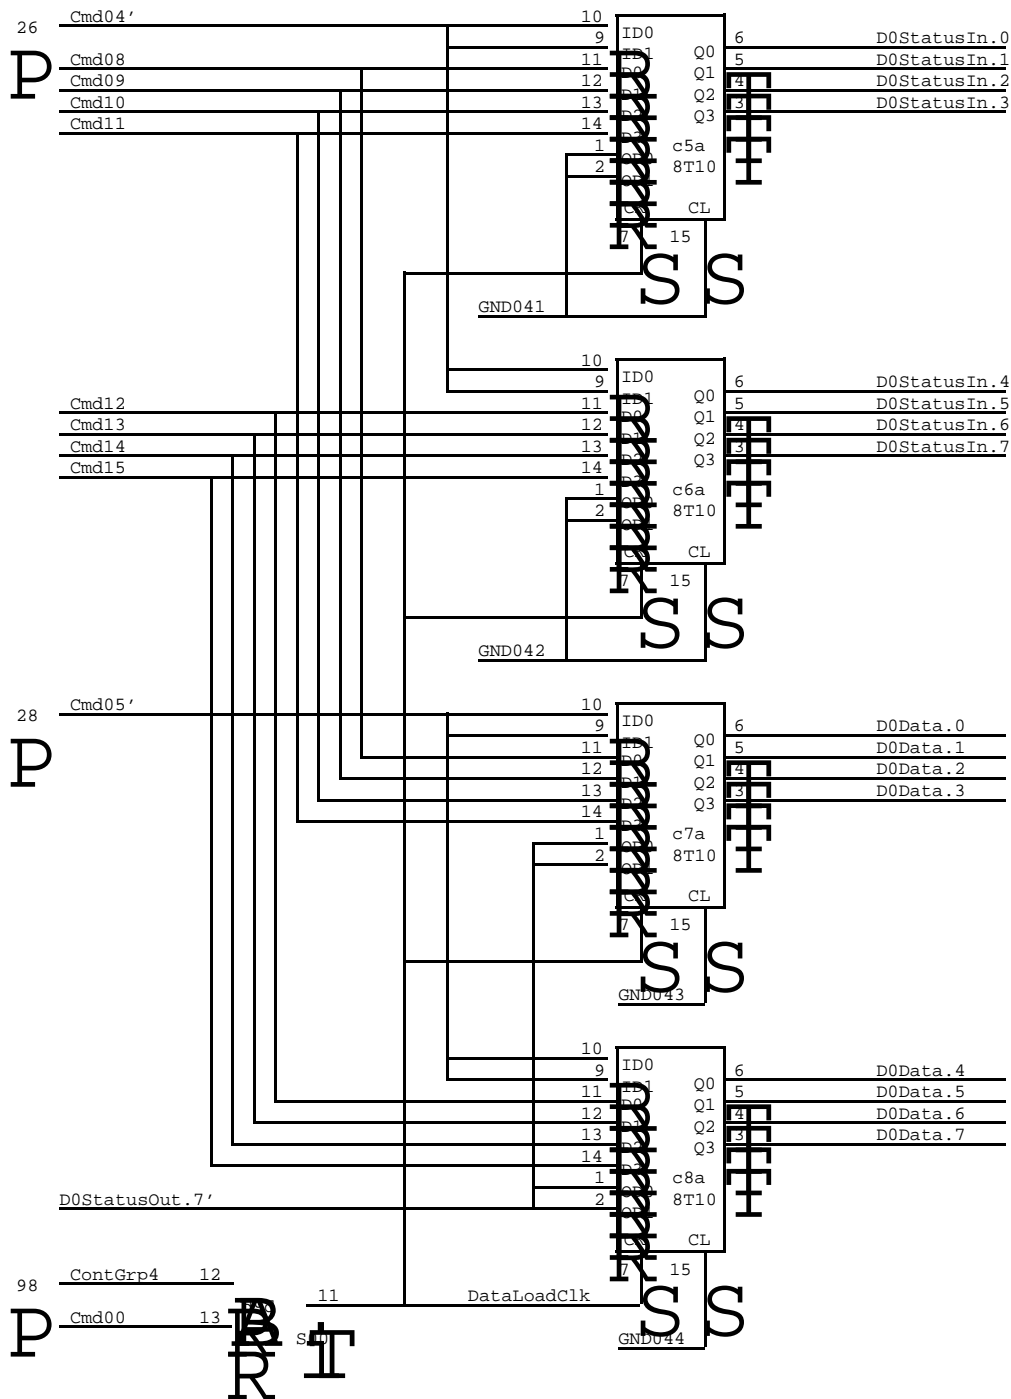 Cmd04′ 10
26 9 ID0 6 D0StatusIn.0
P Cmd08 11 ID1 Q0 5 D0StatusIn.1
Cmd09 12 Q1 4 D0StatusIn.2
Cmd10 13 Q2 3 D0StatusIn.3
Cmd11 14 Q3
1 c5a
2 8T10
CL
7 15
S S
GND041
10
9 ID0 6 D0StatusIn.4
Cmd12 11 ID1 Q0 5 D0StatusIn.5
Cmd13 12 Q1 4 D0StatusIn.6
Cmd14 13 Q2 3 D0StatusIn.7
Cmd15 14 Q3
1 c6a
2 8T10
CL
7 15
S S
GND042
Cmd05′ 10
28 9 ID0 6 D0Data.0
P 11 ID1 Q0 5 D0Data.1
12 Q1 4 D0Data.2
13 Q2 3 D0Data.3
14 Q3
1 c7a
2 8T10
CL
7 15
S S
GND043
10
9 ID0 6 D0Data.4
11 ID1 Q0 5 D0Data.5
12 Q1 4 D0Data.6
13 Q2 3 D0Data.7
14 Q3
1 c8a
D0StatusOut.7′ 2 8T10
CL
7 15
98 ContGrp4 12
11 DataLoadClk S S
P Cmd00 13
GND044
R